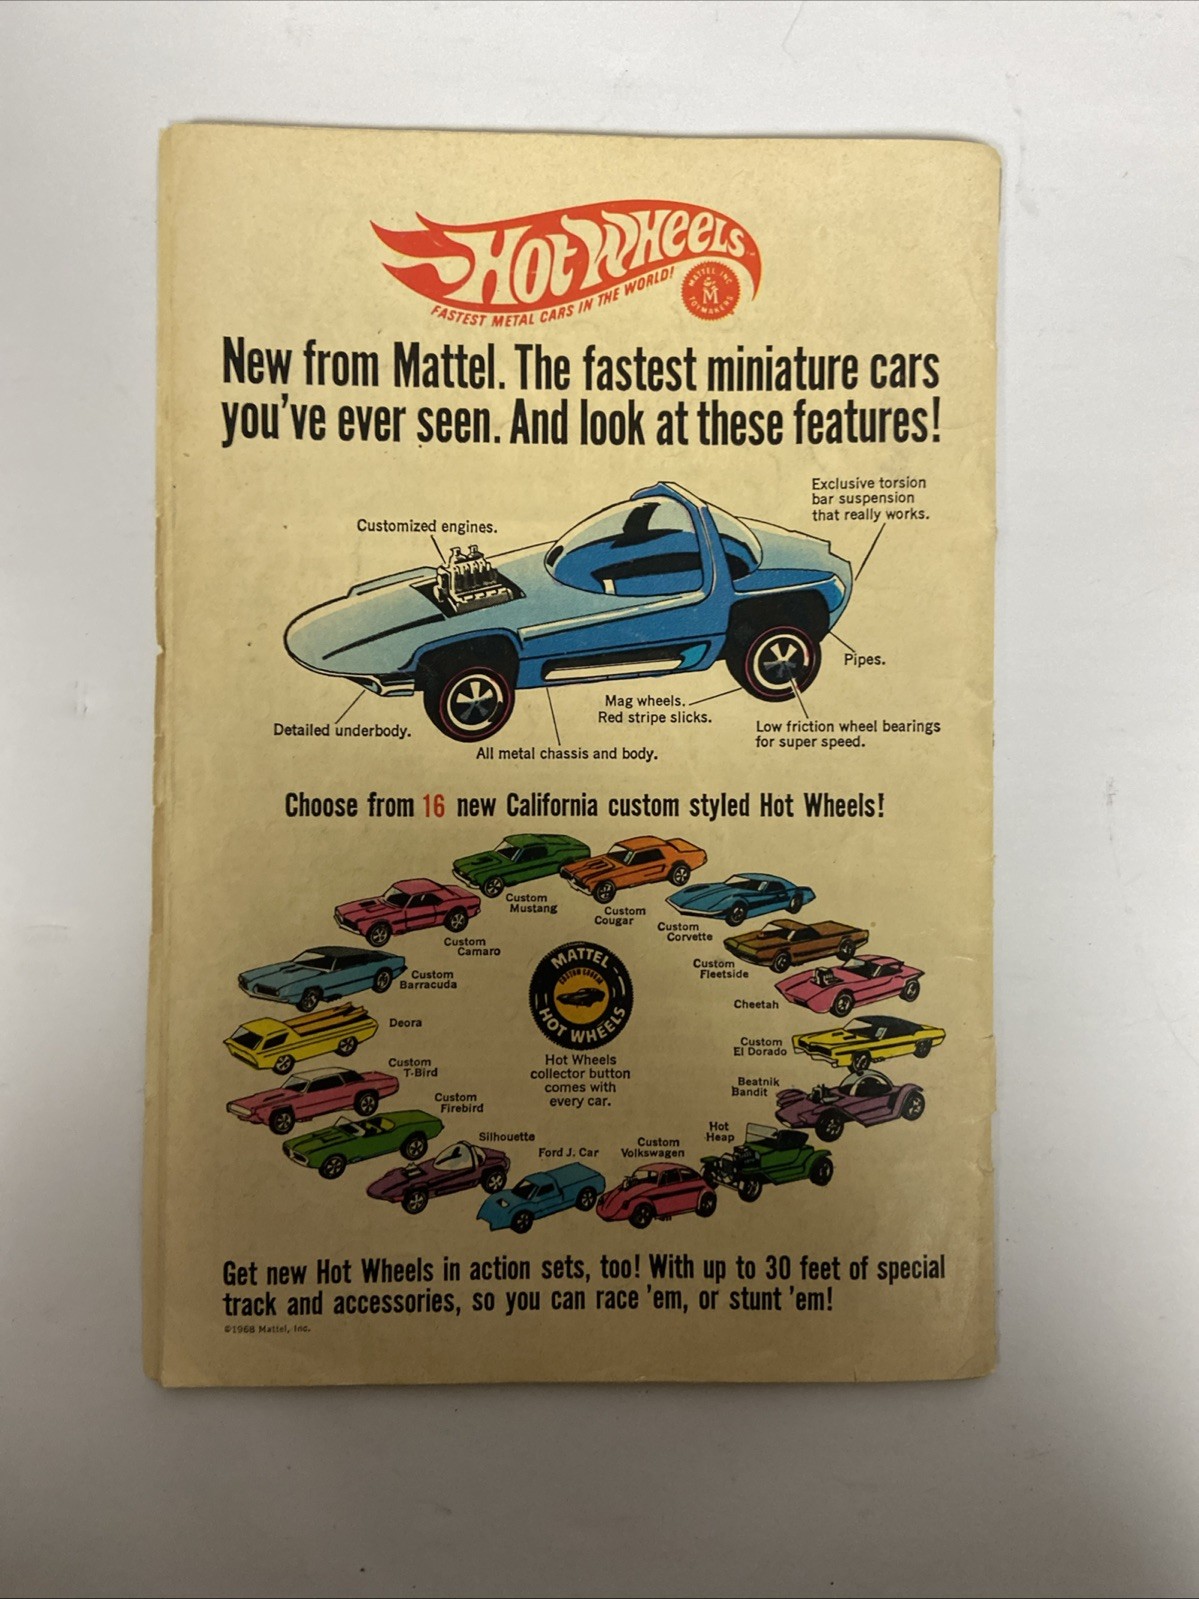 Hot Wheels
FASTEST METAL CARS IN THE WORLD!
MATTEL, INC.
M
TOYMAKERS
New from Mattel. The fastest miniature cars
you've ever seen. And look at these features!
Exclusive torsion
bar suspension
that really works.
Customized engines.
Pipes.
Mag wheels.
Red stripe slicks.
Detailed underbody.
Low friction wheel bearings
for super speed.
All metal chassis and body.
Choose from 16 new California custom styled Hot Wheels!
Custom
Mustang
Custom
Cougar
Custom
Corvette
Custom
Camaro
Custom
Fleetside
Custom
Barracuda
Cheetah
Deora
Custom
El Dorado
Custom
T-Bird
Beatnik
Bandit
Custom
Firebird
Hot
Heap
Silhouette
Ford J. Car
Custom
Volkswagen
MATTEL
CUSTOM COUGAR
HOT WHEELS
Hot Wheels
collector button
comes with
every car.
Get new Hot Wheels in action sets, too! With up to 30 feet of special
track and accessories, so you can race 'em, or stunt 'em!
©1968 Mattel, Inc.